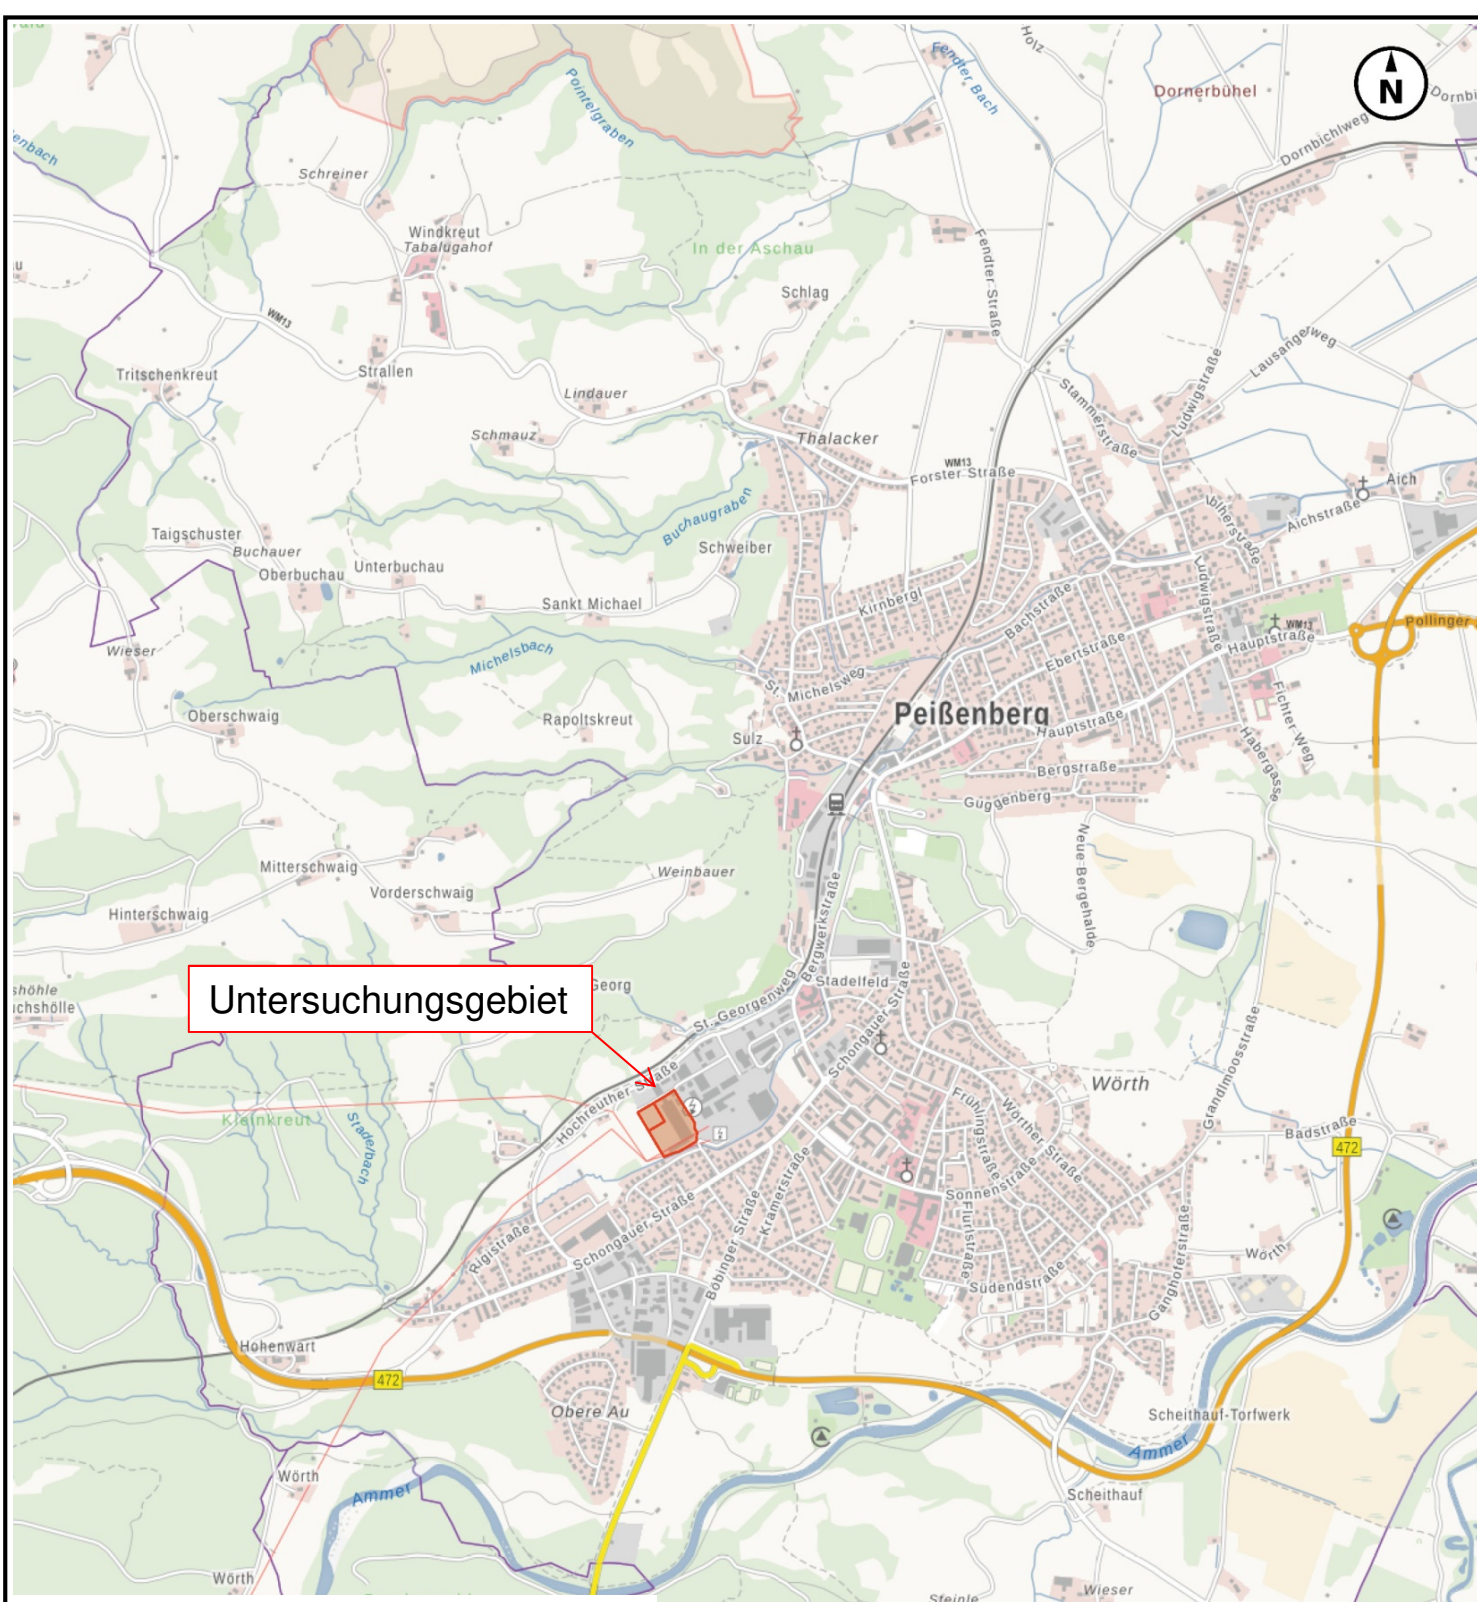 Holz
Fendter Bach
Dornerbühel
N
Dornbichlweg
Pointelgraben
Schreiner
Windkreut
Tabalugahof
In der Aschau
Fendter Straße
Schlag
WM13
Tritschenkreut
Strallen
Lindauer
Lausangerweg
Stammerstraße
Ludwigstraße
Schmauz
Thalacker
WM13
Forster Straße
Aich
Buchaugraben
Aichstraße
Taigschuster
Buchauer
Schweiber
Oberbuchau
Unterbuchau
Ludwigstraße
Kirnbergl
Bachstraße
Sankt Michael
WM13
Pollinger
Hauptstraße
Ebertstraße
Wieser
Michelsbach
St. Michelsweg
Fichter Weg
Oberschwaig
Rapoltskreut
Peißenberg
Hauptstraße
Sulz
Habergasse
Bergstraße
Guggenberg
Neue Bergehalde
Mitterschwaig
Weinbauer
Vorderschwaig
Hinterschwaig
Bergwerkstraße
Untersuchungsgebiet
Georg
Stadelfeld
St. Georgenweg
Schongauer Straße
Hochreuther Straße
Wörth
Grandlmoosstraße
Kleinkreut
Stadelbach
Frühlingstraße
Wörther Straße
Badstraße
472
Kramerstraße
Sonnenstraße
Böbinger Straße
Flurlstraße
Schongauer Straße
Riglstraße
Wörth
Südendstraße
Ganghoferstraße
Hohenwart
472
Obere Au
Scheithauf-Torfwerk
Ammer
Wörth
Ammer
Scheithauf
Wörth
Wieser
Steinle